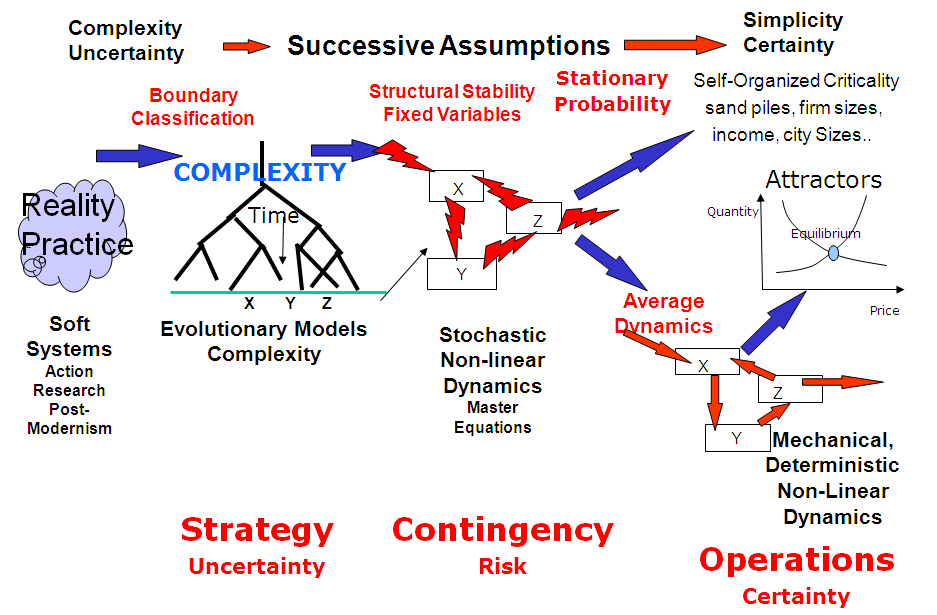 Complexity
Uncertainty
Successive Assumptions
Simplicity
Certainty
Boundary
Classification
Structural Stability
Fixed Variables
Stationary
Probability
Self-Organized Criticality
sand piles, firm sizes,
income, city Sizes..
COMPLEXITY
Reality
Practice
Time
X Y Z
Evolutionary Models
Complexity
Soft
Systems
Action
Research
Post-
Modernism
X
Z
Y
Stochastic
Non-linear
Dynamics
Master
Equations
Attractors
Quantity
Equilibrium
Price
Average
Dynamics
X
Z
Y
Mechanical,
Deterministic
Non-Linear
Dynamics
Strategy
Uncertainty
Contingency
Risk
Operations
Certainty